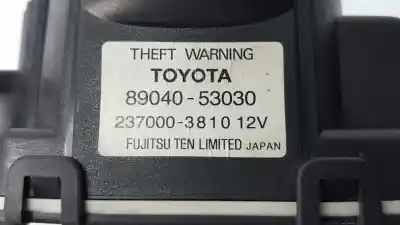 THEFT WARNING
TOYOTA
89040-53030
237000-3810 12V
FUJITSU TEN LIMITED JAPAN